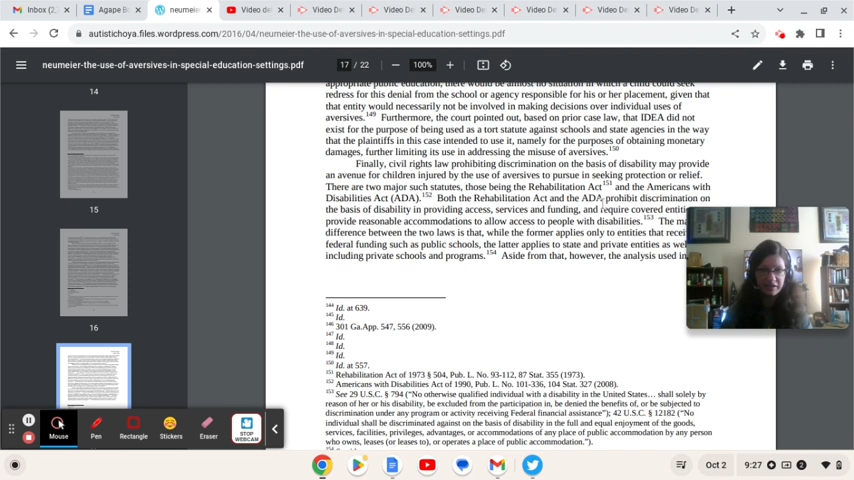 Inbox (2,
Agape Bo
neumeier
Video del
Video De
Video De
Video De
Video De
Video De
Video De
autistichoya.files.wordpress.com/2016/04/neumeier-the-use-of-aversives-in-special-education-settings.pdf
neumeier-the-use-of-aversives-in-special-education-settings.pdf
17 / 22
100%
14
15
16
appropriate public education, there would be almost no situation in which a child could seek
redress for this denial from the school or agency responsible for his or her placement, given that
that entity would necessarily not be involved in making decisions over individual uses of
aversives.149 Furthermore, the court pointed out, based on prior case law, that IDEA did not
exist for the purpose of being used as a tort statute against schools and state agencies in the way
that the plaintiffs in this case intended to use it, namely for the purposes of obtaining monetary
damages, further limiting its use in addressing the misuse of aversives.150
Finally, civil rights law prohibiting discrimination on the basis of disability may provide
an avenue for children injured by the use of aversives to pursue in seeking protection or relief.
There are two major such statutes, those being the Rehabilitation Act151 and the Americans with
Disabilities Act (ADA).152 Both the Rehabilitation Act and the ADA prohibit discrimination on
the basis of disability in providing access, services and funding, and require covered entiti
provide reasonable accommodations to allow access to people with disabilities.153 The ma
difference between the two laws is that, while the former applies only to entities that recei
federal funding such as public schools, the latter applies to state and private entities as wel
including private schools and programs.154 Aside from that, however, the analysis used in
144 Id. at 639.
145 Id.
146 301 Ga.App. 547, 556 (2009).
147 Id.
148 Id.
149 Id.
150 Id. at 557.
151 Rehabilitation Act of 1973 § 504, Pub. L. No. 93-112, 87 Stat. 355 (1973).
152 Americans with Disabilities Act of 1990, Pub. L. No. 101-336, 104 Stat. 327 (2008).
153 See 29 U.S.C. § 794 ("No otherwise qualified individual with a disability in the United States… shall solely by
reason of her or his disability, be excluded from the participation in, be denied the benefits of, or be subjected to
discrimination under any program or activity receiving Federal financial assistance"); 42 U.S.C. § 12182 ("No
individual shall be discriminated against on the basis of disability in the full and equal enjoyment of the goods,
services, facilities, privileges, advantages, or accommodations of any place of public accommodation by any person
who owns, leases (or leases to), or operates a place of public accommodation.").
Mouse
Pen
Rectangle
Stickers
Eraser
STOP
WEBCAM
Oct 2
9:27
2